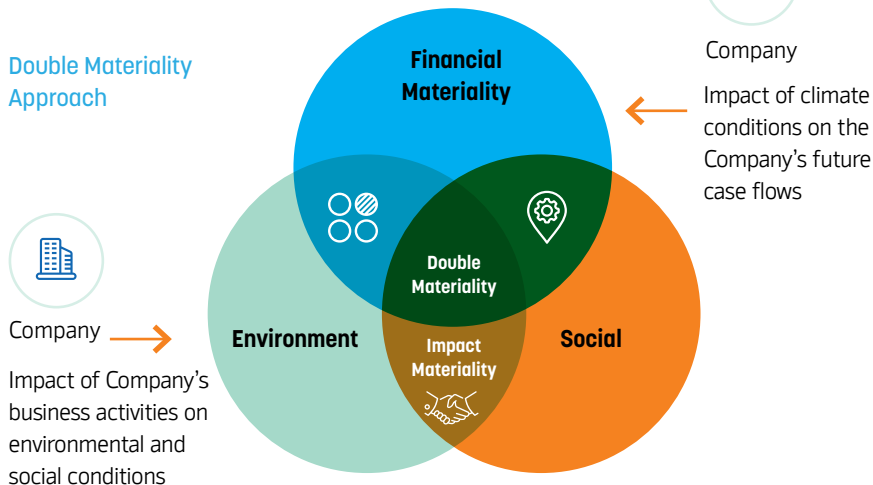 Double Materiality
Approach
Financial
Materiality
Company
Impact of climate
conditions on the
Company's future
case flows
Double
Materiality
Company
Environment
Impact
Materiality
Social
Impact of Company's
business activities on
environmental and
social conditions